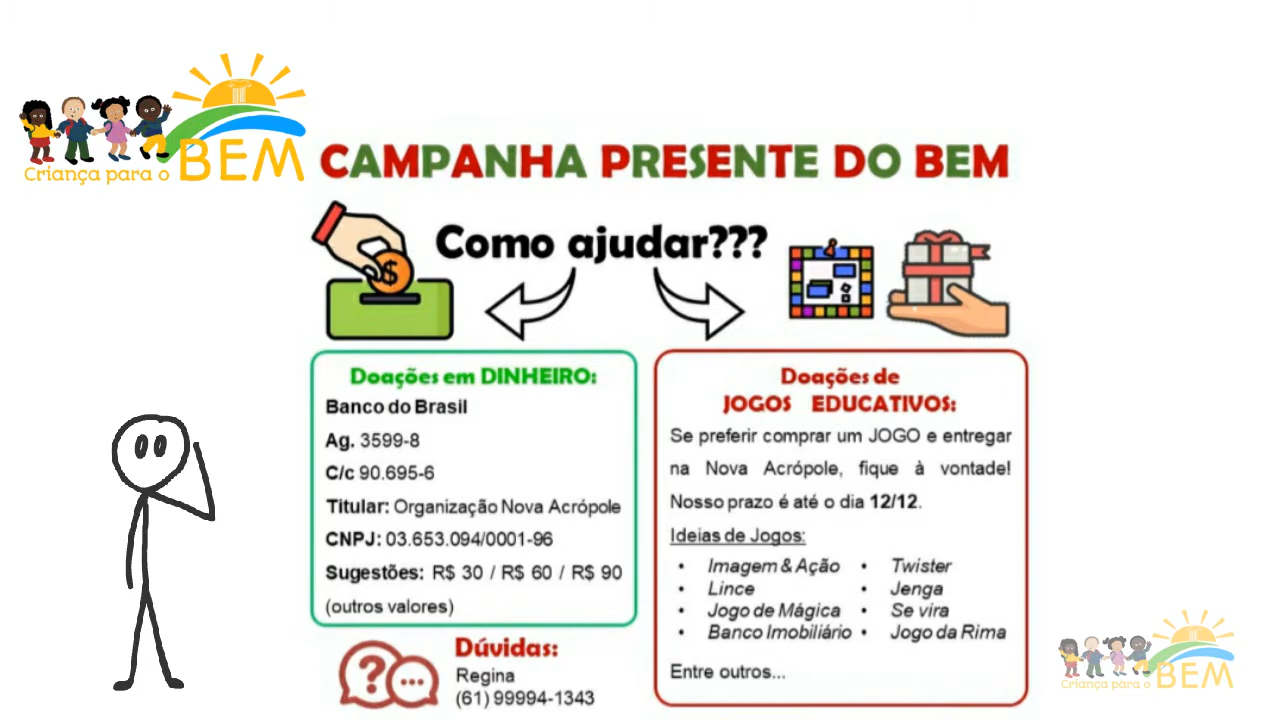 Criança para o BEM
CAMPANHA PRESENTE DO BEM
Como ajudar???
Doações em DINHEIRO:
Banco do Brasil
Ag. 3599-8
C/c 90.695-6
Titular: Organização Nova Acrópole
CNPJ: 03.653.094/0001-96
Sugestões: R$ 30 / R$ 60 / R$ 90
(outros valores)
Dúvidas:
Regina
(61) 99994-1343
Doações de
JOGOS EDUCATIVOS:
Se preferir comprar um JOGO e entregar
na Nova Acrópole, fique à vontade!
Nosso prazo é até o dia 12/12.
Ideias de Jogos:
• Imagem & Ação • Twister
• Lince • Jenga
• Jogo de Mágica • Se vira
• Banco Imobiliário • Jogo da Rima
Entre outros...
Criança para o BEM